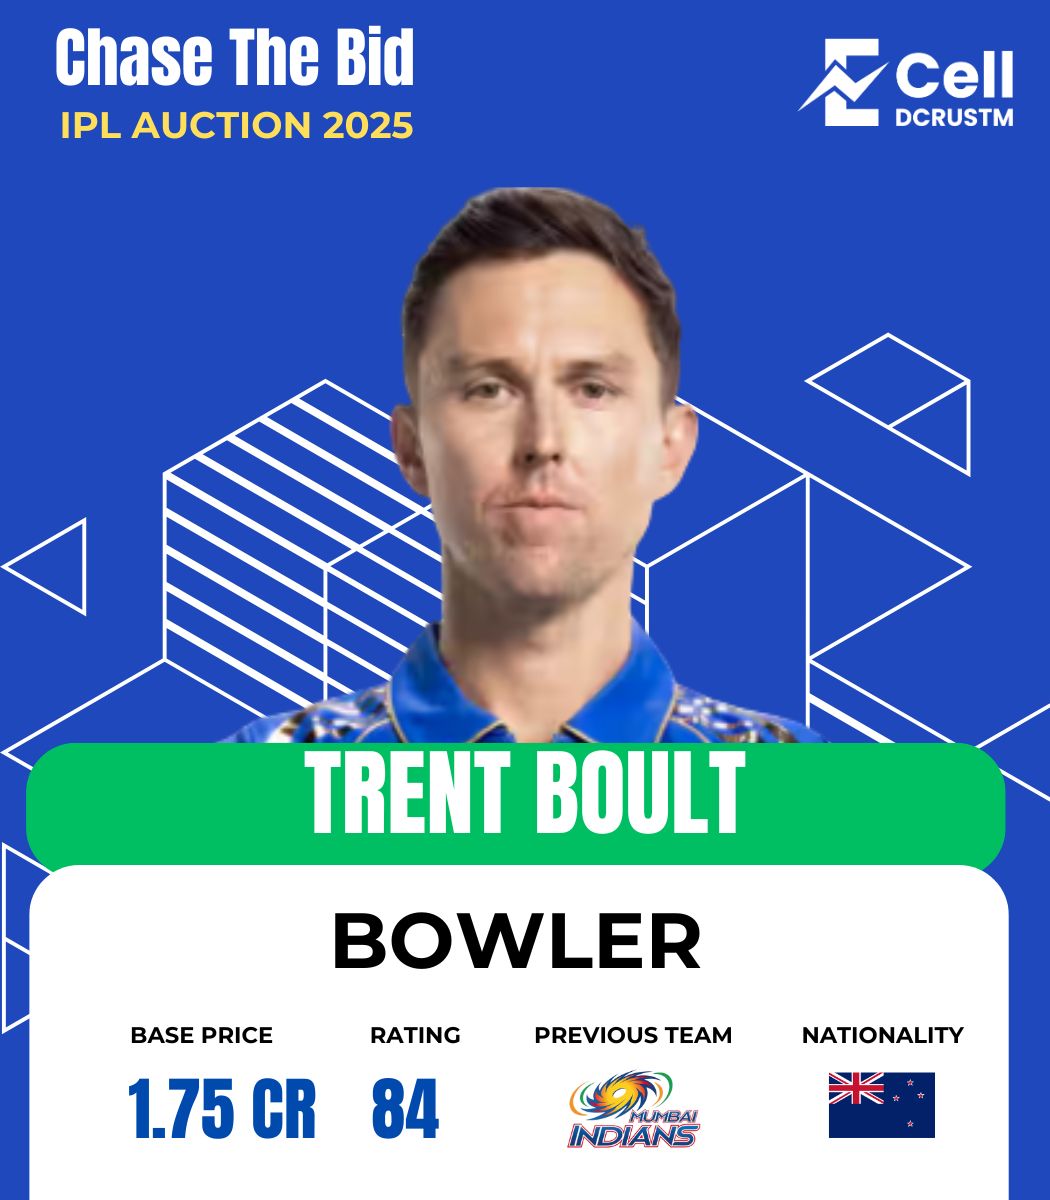 Chase The Bid
IPL AUCTION 2025
Cell
DCRUSTM
TRENT BOULT
BOWLER
BASE PRICE
RATING
PREVIOUS TEAM
NATIONALITY
1.75 CR
84
MUMBAI
INDIANS